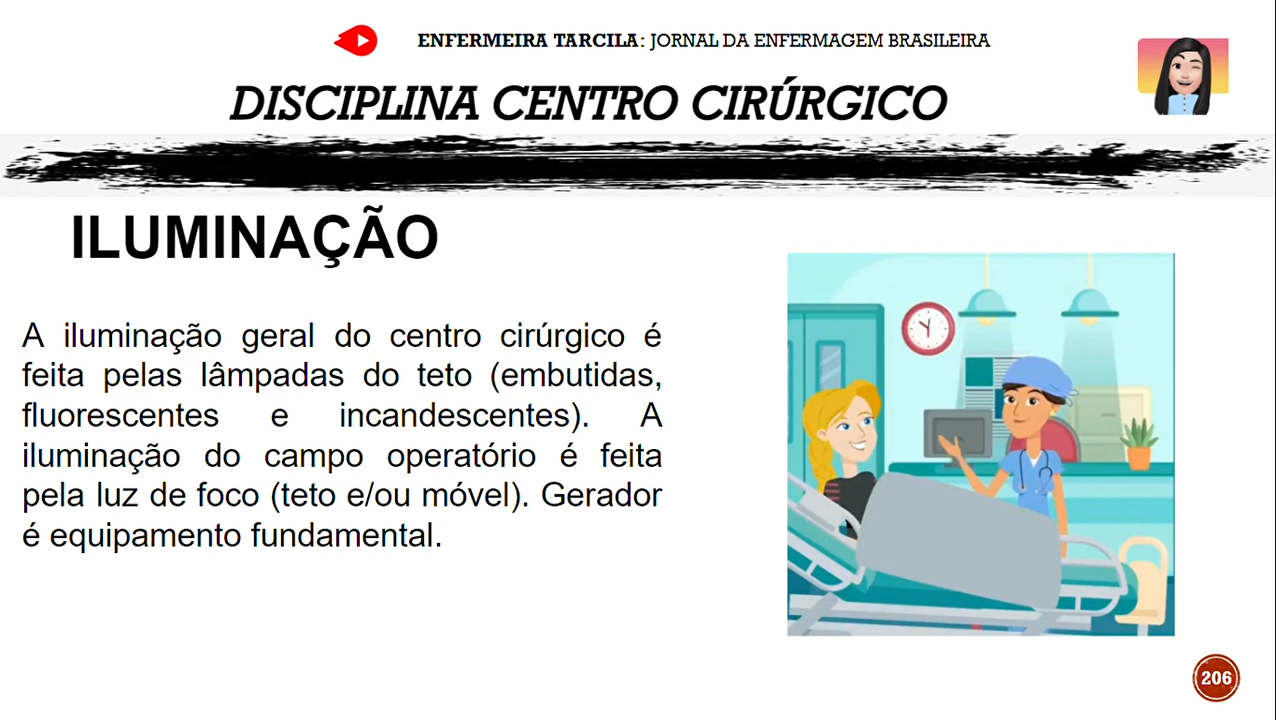 ENFERMEIRA TARCILA: JORNAL DA ENFERMAGEM BRASILEIRA
DISCIPLINA CENTRO CIRÚRGICO
ILUMINAÇÃO
A iluminação geral do centro cirúrgico é
feita pelas lâmpadas do teto (embutidas,
fluorescentes e incandescentes). A
iluminação do campo operatório é feita
pela luz de foco (teto e/ou móvel). Gerador
é equipamento fundamental.
206